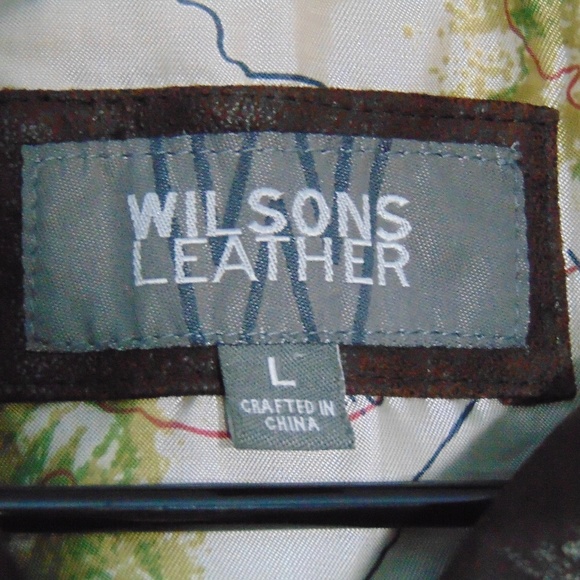 WILSONS
LEATHER
L
CRAFTED IN
CHINA